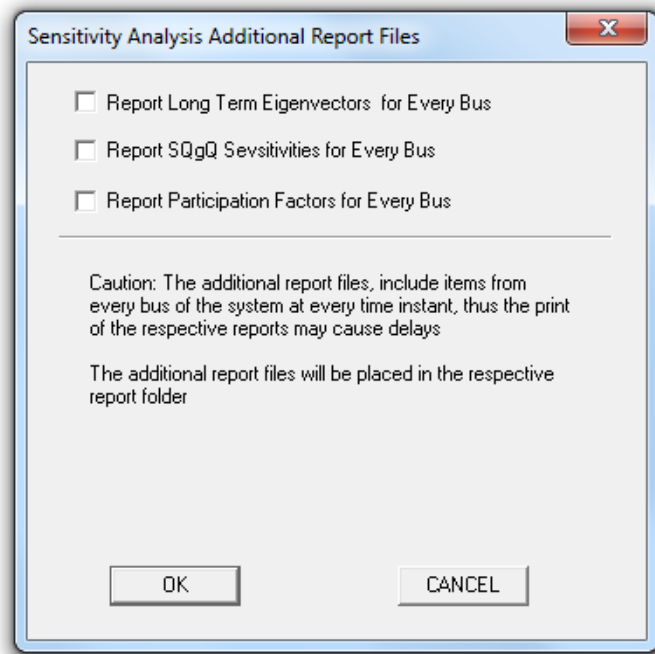 Sensitivity Analysis Additional Report Files
Report Long Term Eigenvectors for Every Bus
Report SQgQ Sevsitivities for Every Bus
Report Participation Factors for Every Bus
Caution: The additional report files, include items from
every bus of the system at every time instant, thus the print
of the respective reports may cause delays
The additional report files will be placed in the respective
report folder
OK
CANCEL